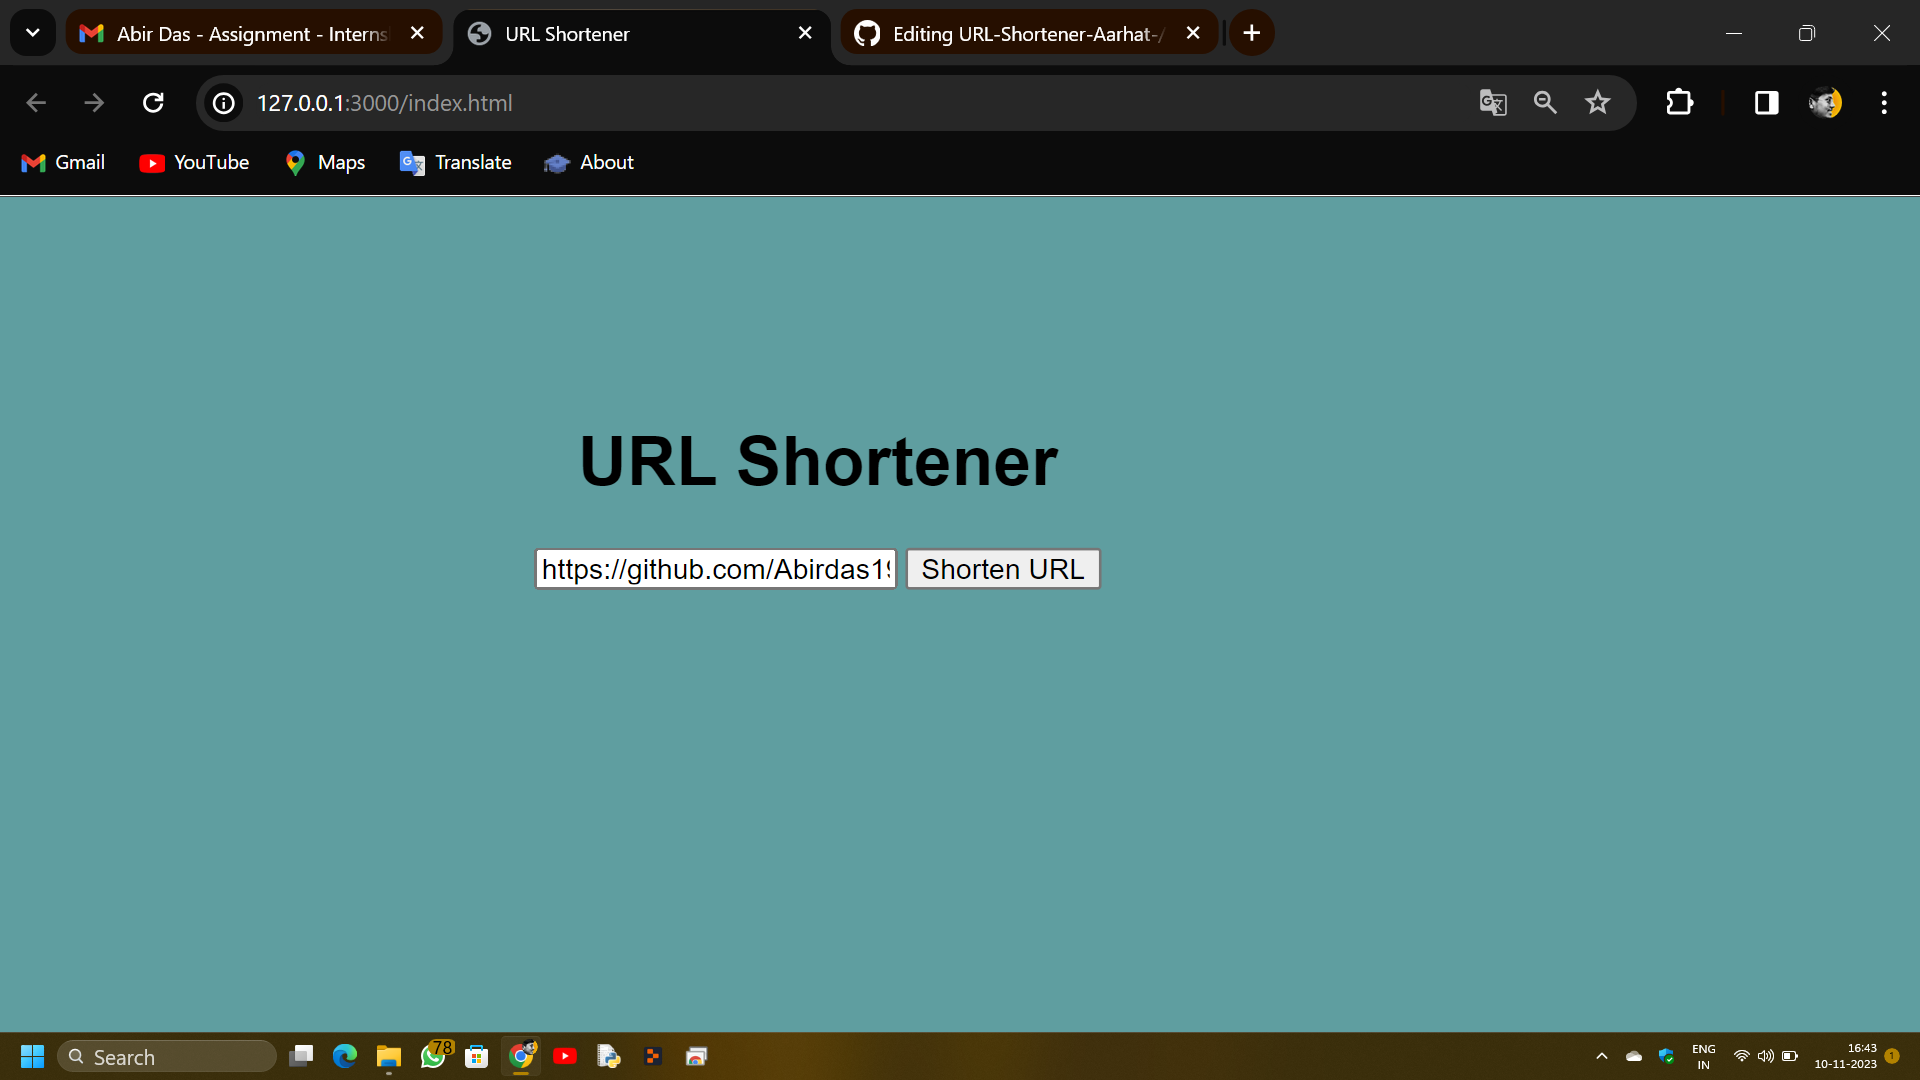 Abir Das - Assignment - Interns
URL Shortener
Editing URL-Shortener-Aarhat-/
127.0.0.1:3000/index.html
Gmail
YouTube
Maps
Translate
About
URL Shortener
https://github.com/Abirdas19
Shorten URL
Search
78
ENG
IN
16:43
10-11-2023
1